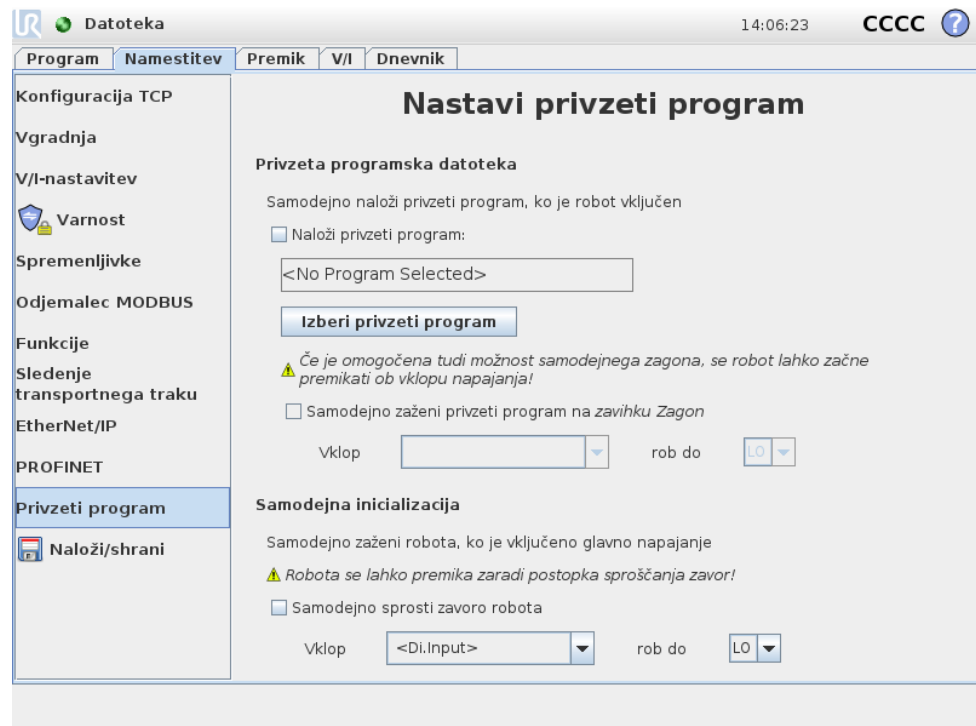 UR Datoteka 14:06:23 CCCC ?
Program Namestitev Premik V/I Dnevnik
Konfiguracija TCP
Vgradnja
V/I-nastavitev
Varnost
Spremenljivke
Odjemalec MODBUS
Funkcije
Sledenje
transportnega traku
EtherNet/IP
PROFINET
Privzeti program
Naloži/shrani
Nastavi privzeti program
Privzeta programska datoteka
Samodejno naloži privzeti program, ko je robot vključen
Naloži privzeti program:
<No Program Selected>
Izberi privzeti program
Če je omogočena tudi možnost samodejnega zagona, se robot lahko začne
premikati ob vklopu napajanja!
Samodejno zaženi privzeti program na zavihku Zagon
Vklop rob do LO
Samodejna inicializacija
Samodejno zaženi robota, ko je vključeno glavno napajanje
Robota se lahko premika zaradi postopka sproščanja zavor!
Samodejno sprosti zavoro robota
Vklop <Di.Input> rob do LO